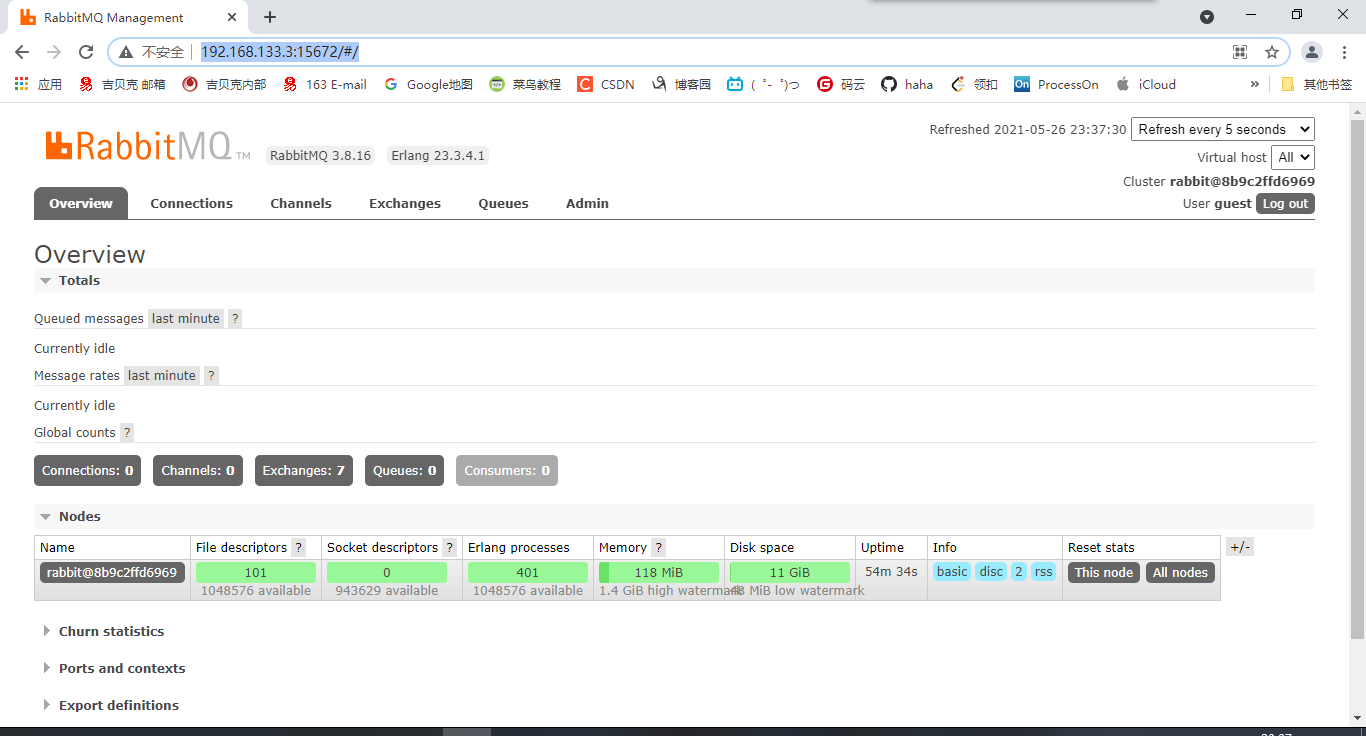 RabbitMQ Management
不安全 192.168.133.3:15672/#/
应用 吉贝克 邮箱 吉贝克内部 163 E-mail Google地图 菜鸟教程 CSDN 博客园 ( ゜- ゜)つ 码云 haha 领扣 ProcessOn iCloud » 其他书签
Refreshed 2021-05-26 23:37:30 Refresh every 5 seconds
RabbitMQ TM RabbitMQ 3.8.16 Erlang 23.3.4.1
Virtual host All
Cluster rabbit@8b9c2ffd6969
User guest Log out
Overview Connections Channels Exchanges Queues Admin
Overview
Totals
Queued messages last minute ?
Currently idle
Message rates last minute ?
Currently idle
Global counts ?
Connections: 0 Channels: 0 Exchanges: 7 Queues: 0 Consumers: 0
Nodes
Name File descriptors ? Socket descriptors ? Erlang processes Memory ? Disk space Uptime Info Reset stats +/-
rabbit@8b9c2ffd6969 101 0 401 118 MiB 11 GiB 54m 34s basic disc 2 rss This node All nodes
1048576 available 943629 available 1048576 available 1.4 GiB high watermark 48 MiB low watermark
Churn statistics
Ports and contexts
Export definitions